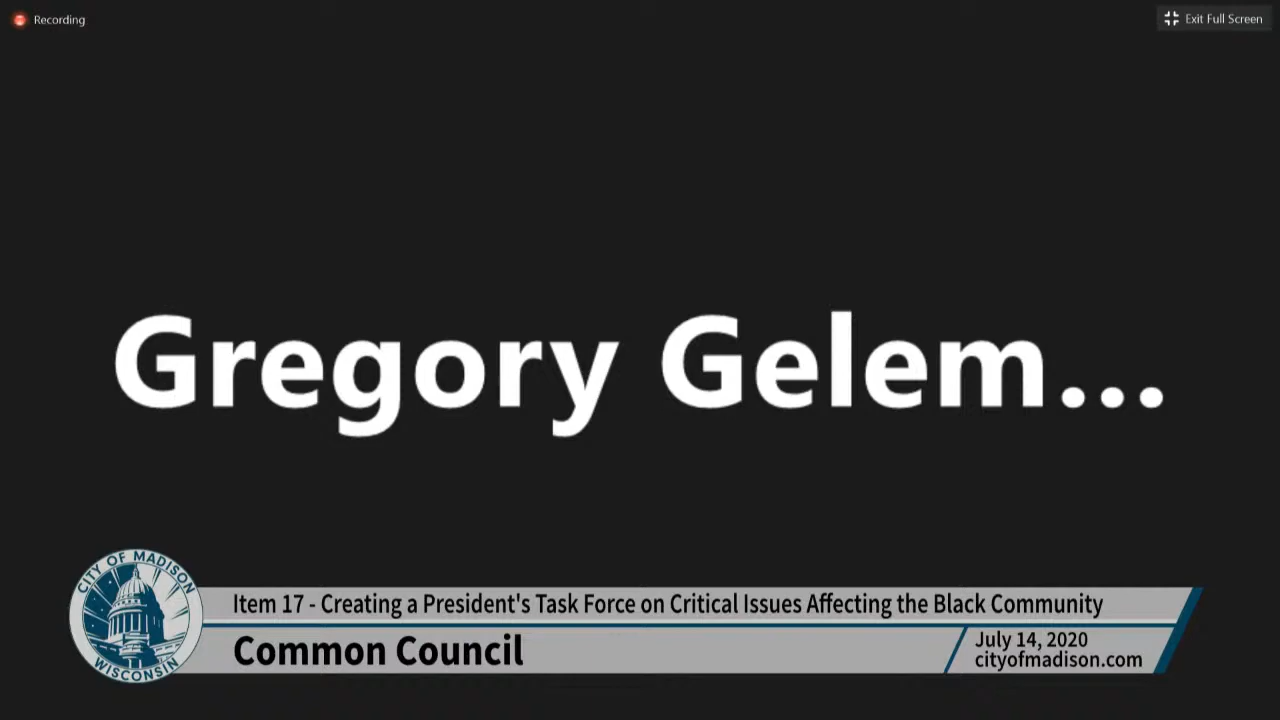 Recording
Exit Full Screen
Gregory Gelem...
CITY OF MADISON
WISCONSIN
Item 17 - Creating a President's Task Force on Critical Issues Affecting the Black Community
Common Council
July 14, 2020
cityofmadison.com